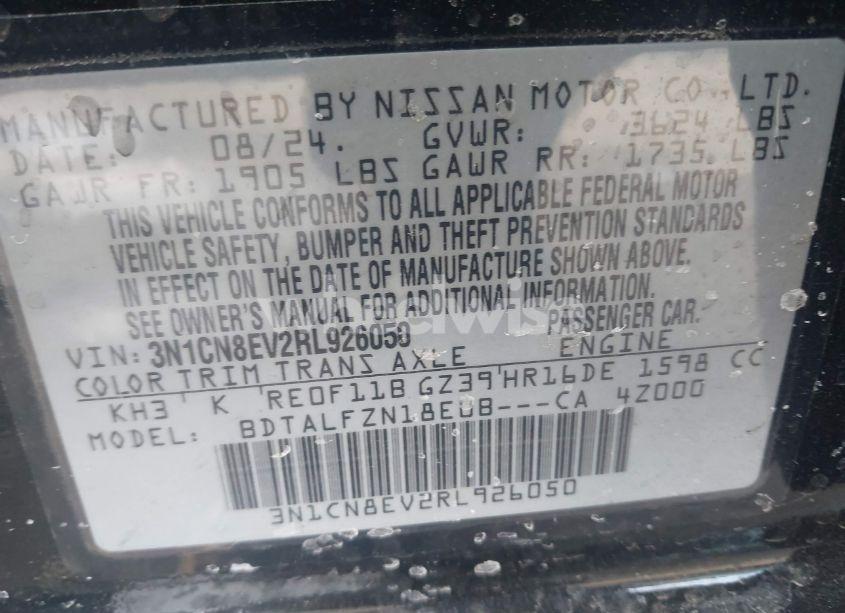 MANUFACTURED BY NISSAN MOTOR CO., LTD.
DATE: 08/24. GVWR: 3624 LBS
GAWR FR: 1905 LBS GAWR RR: 1735 LBS
THIS VEHICLE CONFORMS TO ALL APPLICABLE FEDERAL MOTOR
VEHICLE SAFETY, BUMPER AND THEFT PREVENTION STANDARDS
IN EFFECT ON THE DATE OF MANUFACTURE SHOWN ABOVE.
SEE OWNER'S MANUAL FOR ADDITIONAL INFORMATION.
VIN: 3N1CN8EV2RL926050 PASSENGER CAR.
COLOR TRIM TRANS AXLE ENGINE
KH3 K RE0F11B GZ39 HR16DE 1598 CC
MODEL: BDTALFZN18EUB---CA 4Z000
3N1CN8EV2RL926050